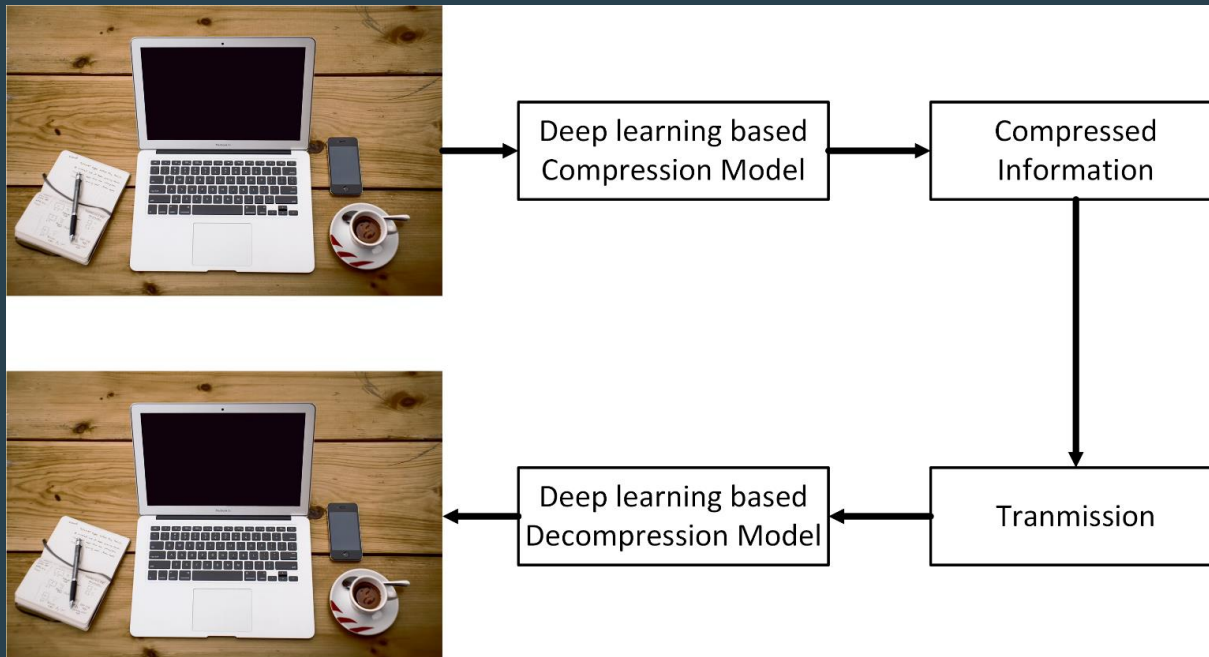 Deep learning based
Compression Model
Compressed
Information
Tranmission
Deep learning based
Decompression Model